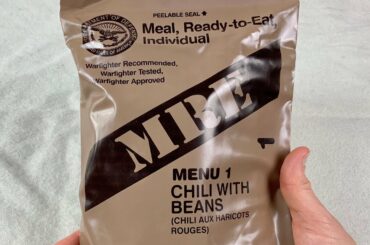 PEELABLE SEAL
Meal, Ready-to-Eat,
Individual
Warfighter Recommended,
Warfighter Tested,
Warfighter Approved
MRE
MENU 1
CHILI WITH
BEANS
(CHILI AUX HARICOTS
ROUGES)